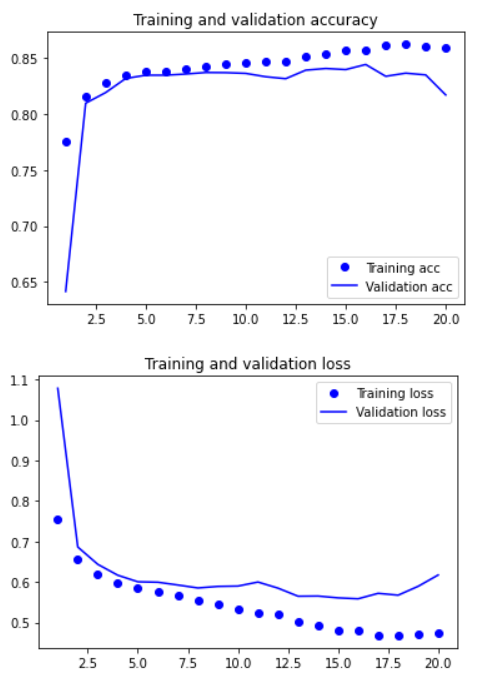 Training and validation accuracy
0.85
0.80
0.75
0.70
0.65
Training acc
Validation acc
2.5 5.0 7.5 10.0 12.5 15.0 17.5 20.0
Training and validation loss
1.1
1.0
0.9
0.8
0.7
0.6
0.5
Training loss
Validation loss
2.5 5.0 7.5 10.0 12.5 15.0 17.5 20.0